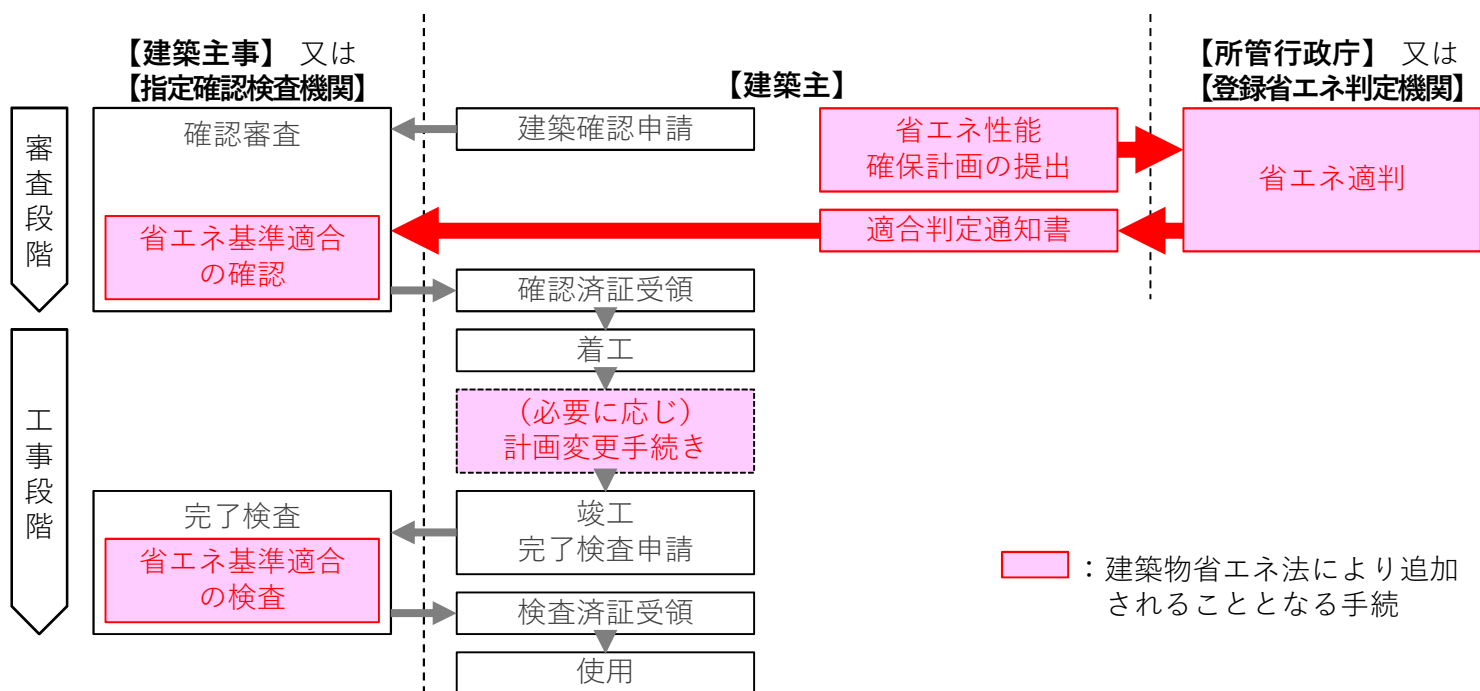 【建築主事】 又は
【指定確認検査機関】
【建築主】
【所管行政庁】 又は
【登録省エネ判定機関】
審査段階
確認審査
建築確認申請
省エネ性能
確保計画の提出
省エネ適判
省エネ基準適合
の確認
適合判定通知書
確認済証受領
工事段階
着工
（必要に応じ）
計画変更手続き
完了検査
竣工
完了検査申請
省エネ基準適合
の検査
検査済証受領
使用
：建築物省エネ法により追加
されることとなる手続